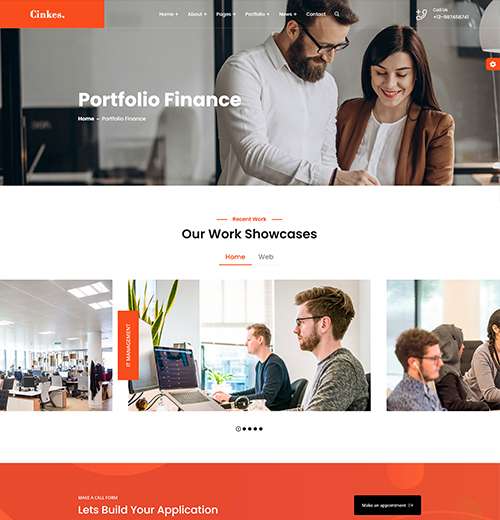 Cinkes.
Home + About + Pages + Portfolio + News + Contact
Call Us
+12-987458741
Portfolio Finance
Home – Portfolio Finance
Recent Work
Our Work Showcases
Home Web
IT MANAGEMENT
MAKE A CALL FORM
Lets Build Your Application
Make an appointment